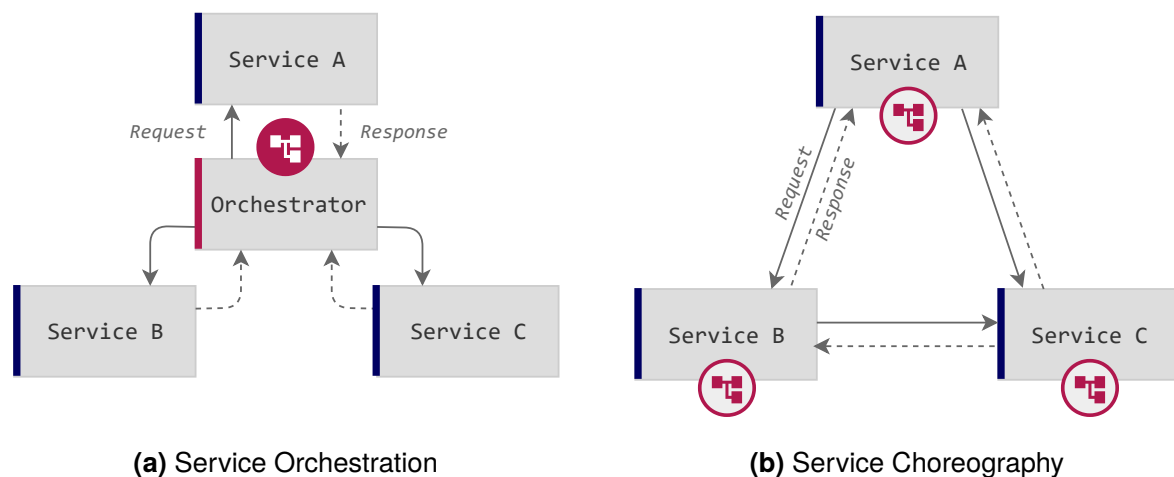 Service A
Request
Response
Orchestrator
Service B
Service C
(a) Service Orchestration
Service A
Request
Response
Service B
Service C
(b) Service Choreography